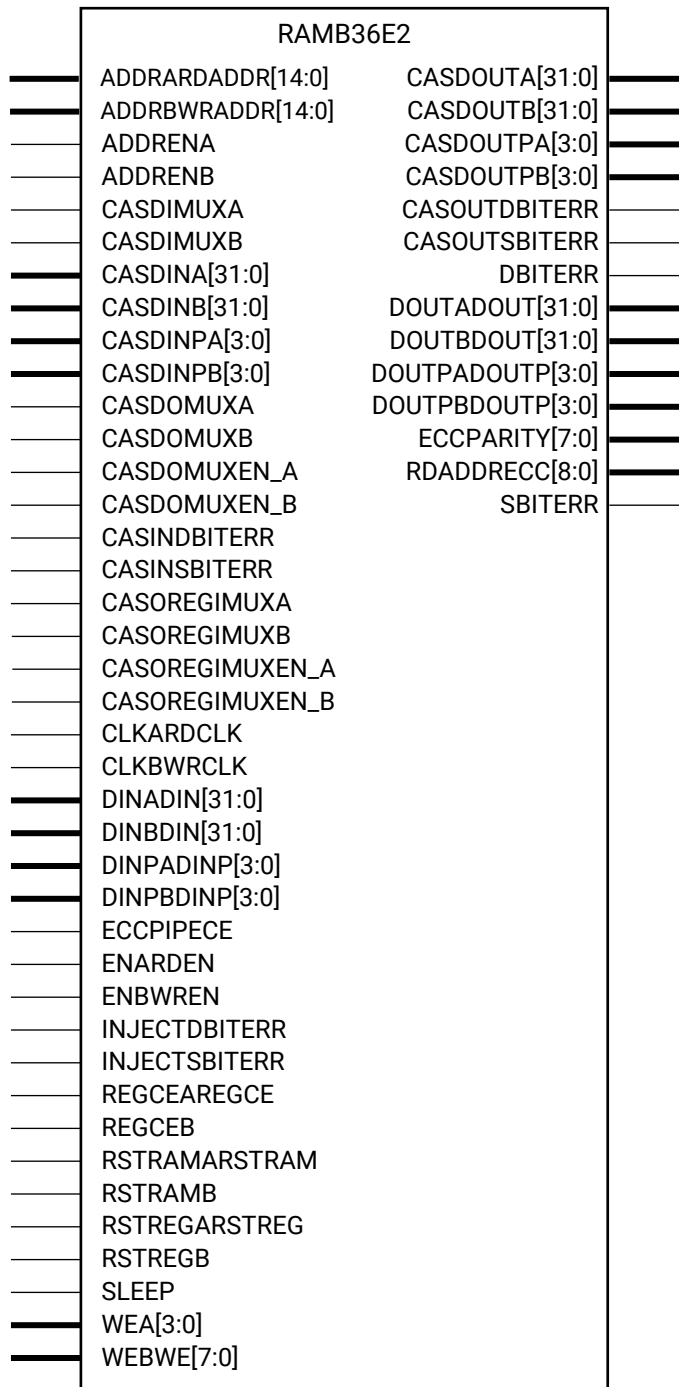 RAMB36E2
ADDRARDADDR[14:0] CASDOUTA[31:0]
ADDRBWRADDR[14:0] CASDOUTB[31:0]
ADDRENA CASDOUTPA[3:0]
ADDRENB CASDOUTPB[3:0]
CASDIMUXA CASOUTDBITERR
CASDIMUXB CASOUTSBITERR
CASDINA[31:0] DBITERR
CASDINB[31:0] DOUTADOUT[31:0]
CASDINPA[3:0] DOUTBDOUT[31:0]
CASDINPB[3:0] DOUTPADOUTP[3:0]
CASDOMUXA DOUTPBDOUTP[3:0]
CASDOMUXB ECCPARITY[7:0]
CASDOMUXEN_A RDADDRECC[8:0]
CASDOMUXEN_B SBITERR
CASINDBITERR
CASINSBITERR
CASOREGIMUXA
CASOREGIMUXB
CASOREGIMUXEN_A
CASOREGIMUXEN_B
CLKARDCLK
CLKBWRCLK
DINADIN[31:0]
DINBDIN[31:0]
DINPADINP[3:0]
DINPBDINP[3:0]
ECCPIPECE
ENARDEN
ENBWREN
INJECTDBITERR
INJECTSBITERR
REGCEAREGCE
REGCEB
RSTRAMARSTRAM
RSTRAMB
RSTREGARSTREG
RSTREGB
SLEEP
WEA[3:0]
WEBWE[7:0]